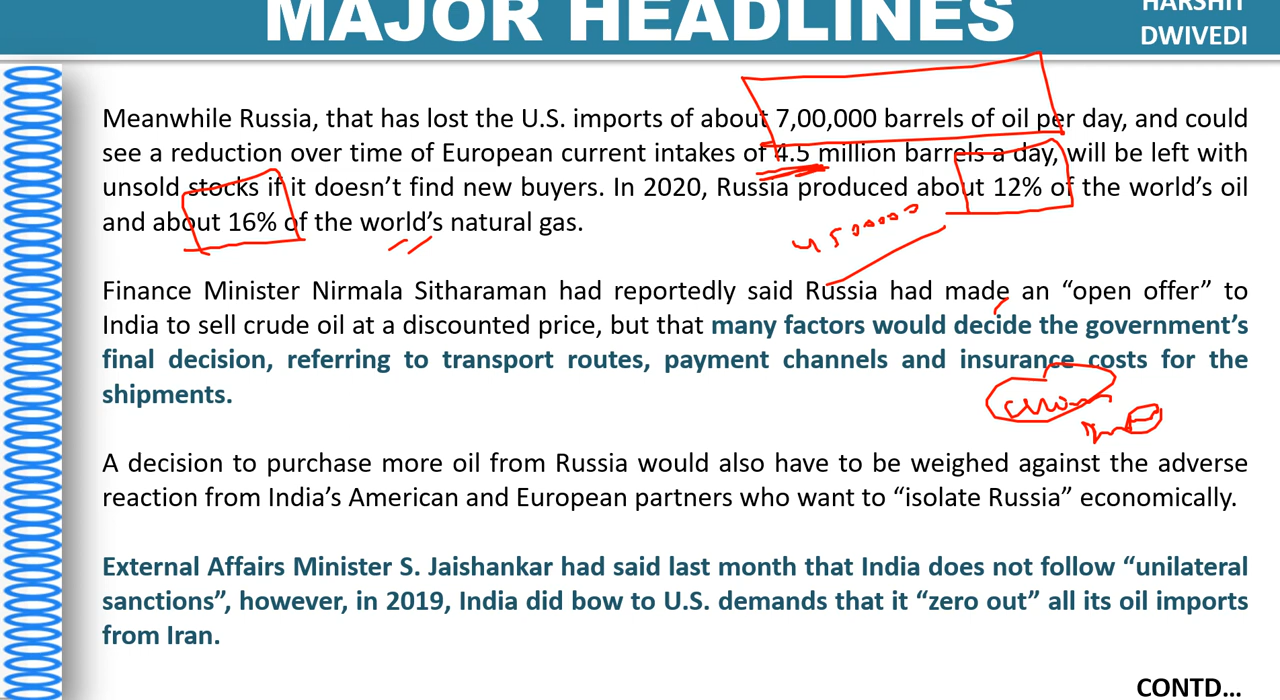 MAJOR HEADLINES
HARSHIT
DWIVEDI
Meanwhile Russia, that has lost the U.S. imports of about 7,00,000 barrels of oil per day, and could
see a reduction over time of European current intakes of 4.5 million barrels a day, will be left with
unsold stocks if it doesn’t find new buyers. In 2020, Russia produced about 12% of the world’s oil
and about 16% of the world’s natural gas.
4500000
Finance Minister Nirmala Sitharaman had reportedly said Russia had made an “open offer” to
India to sell crude oil at a discounted price, but that many factors would decide the government’s
final decision, referring to transport routes, payment channels and insurance costs for the
shipments.
A decision to purchase more oil from Russia would also have to be weighed against the adverse
reaction from India’s American and European partners who want to “isolate Russia” economically.
External Affairs Minister S. Jaishankar had said last month that India does not follow “unilateral
sanctions”, however, in 2019, India did bow to U.S. demands that it “zero out” all its oil imports
from Iran.
CONTD...